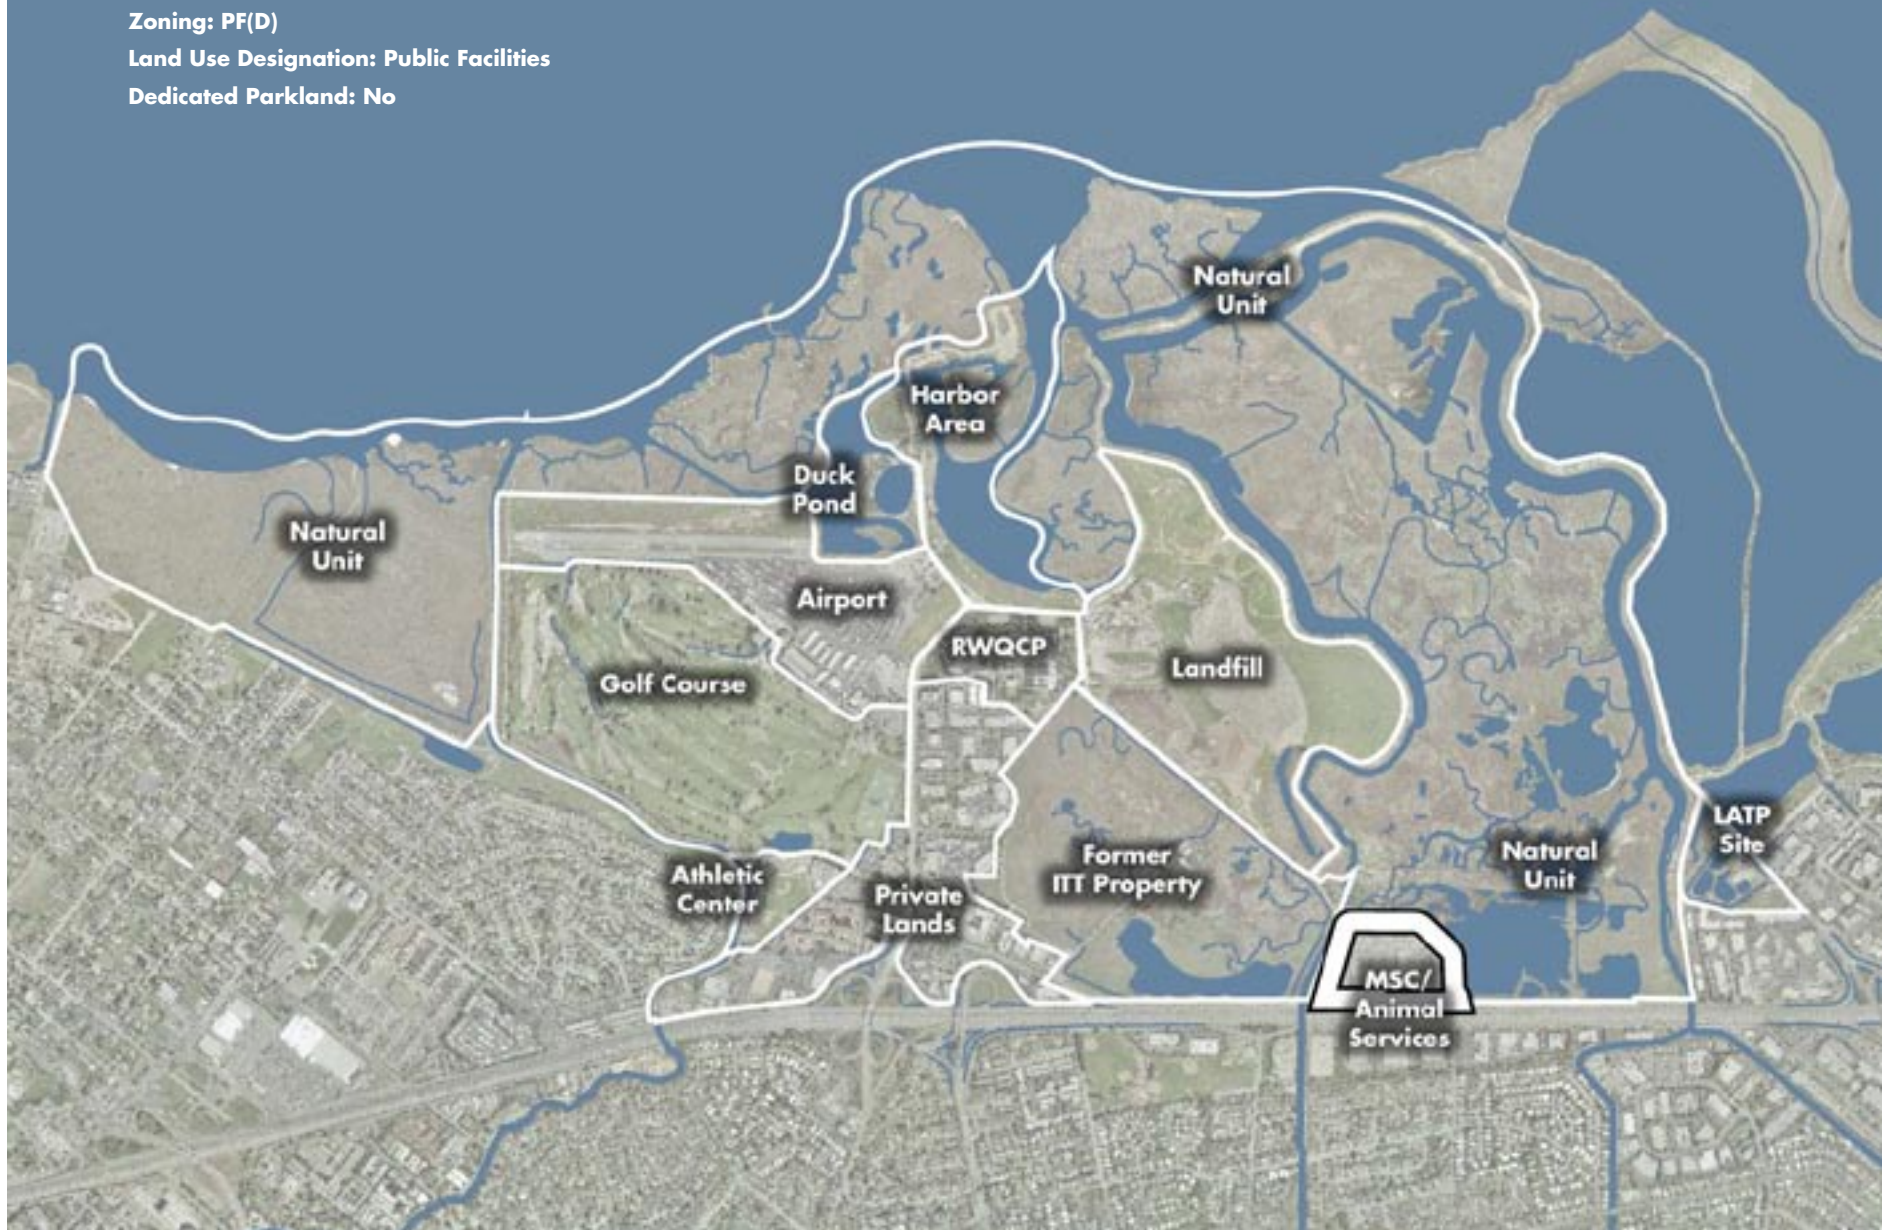 Zoning: PF(D)
Land Use Designation: Public Facilities
Dedicated Parkland: No
Natural
Unit
Harbor
Area
Duck
Pond
Natural
Unit
Airport
RWQCP
Landfill
Golf Course
LATP
Site
Former
ITT Property
Natural
Unit
Athletic
Center
Private
Lands
MSC/
Animal
Services